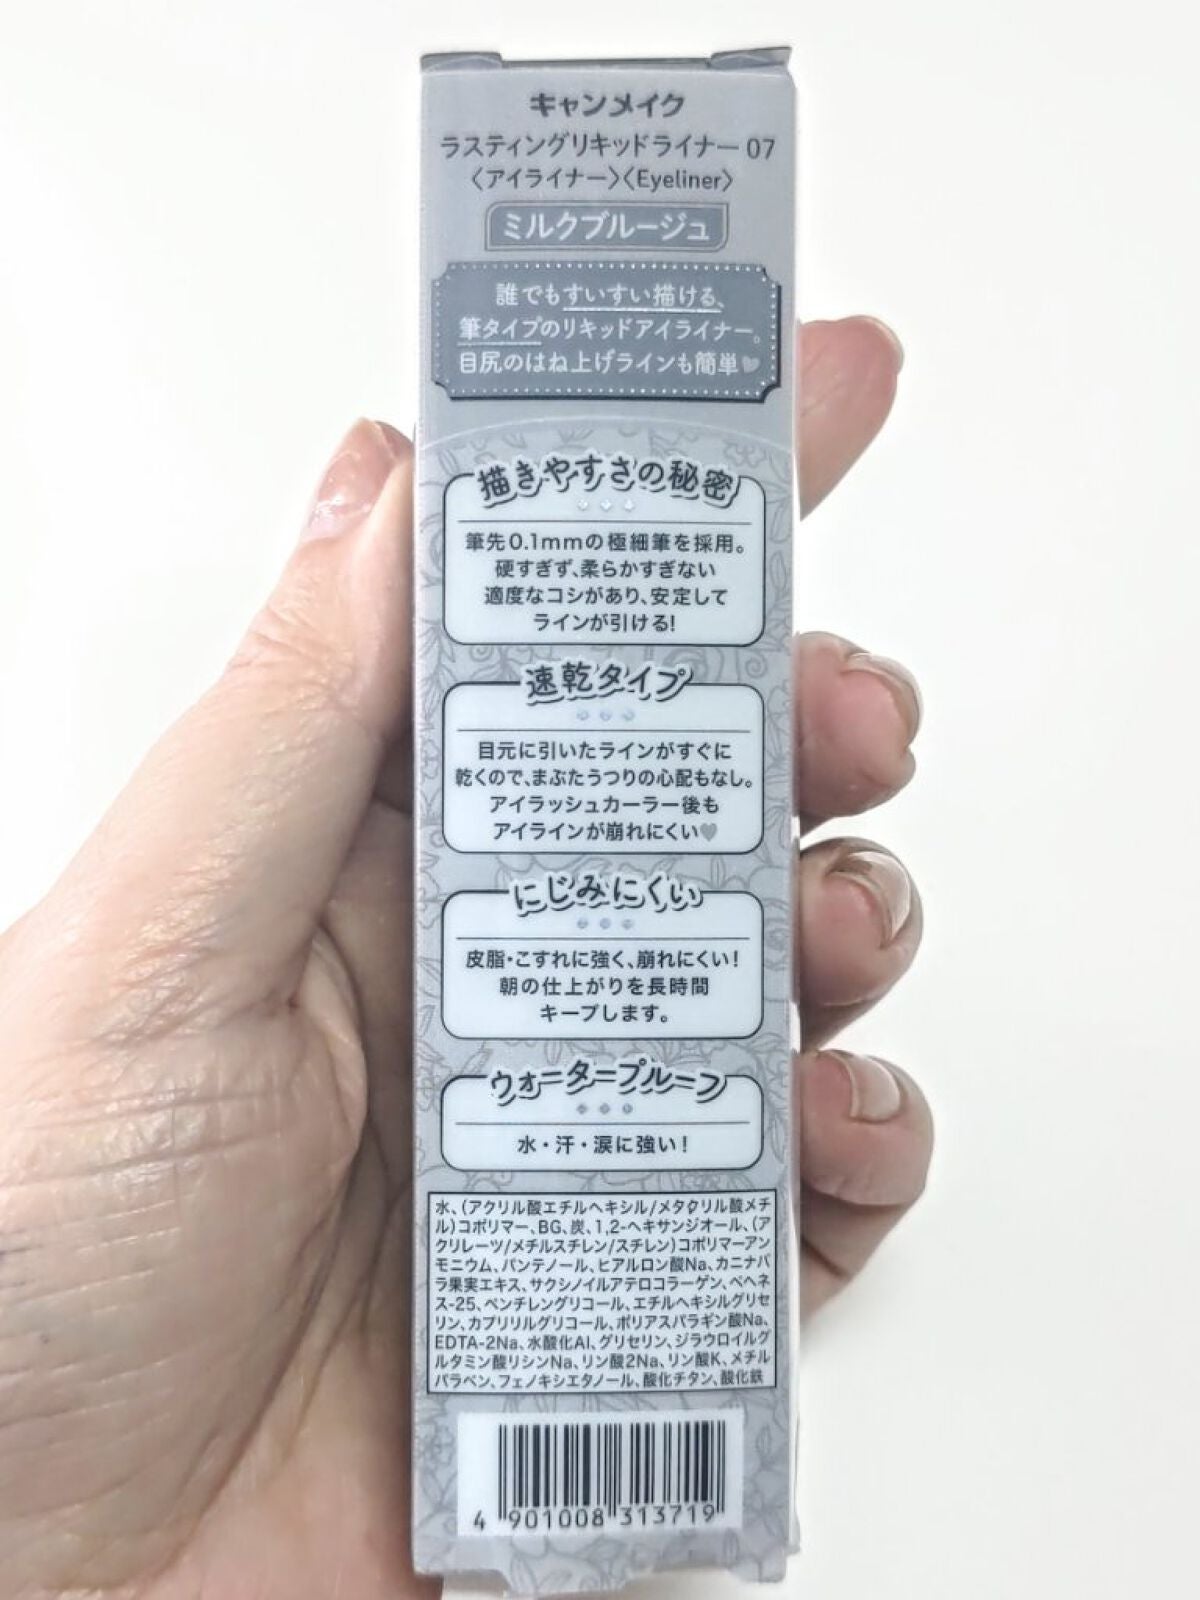 キャンメイク
ラスティングリキッドライナー 07
〈アイライナー〉〈Eyeliner〉
ミルクブルージュ
誰でもすいすい描ける、
筆タイプのリキッドアイライナー。
目尻のはね上げラインも簡単♥
描きやすさの秘密
筆先0.1mmの極細筆を採用。
硬すぎず、柔らかすぎない
適度なコシがあり、安定して
ラインが引ける!
速乾タイプ
目元に引いたラインがすぐに
乾くので、まぶたうつりの心配もなし。
アイラッシュカーラー後も
アイラインが崩れにくい♥
にじみにくい
皮脂・こすれに強く、崩れにくい!
朝の仕上がりを長時間
キープします。
ウォータープルーフ
水・汗・涙に強い!
水、(アクリル酸エチルヘキシル/メタクリル酸メチ
ル)コポリマー、BG、炭、1,2-ヘキサンジオール、(ア
クリレーツ/メチルスチレン/スチレン)コポリマーアン
モニウム、パンテノール、ヒアルロン酸Na、カニナバ
ラ果実エキス、サクシノイルアテロコラーゲン、ベヘネ
ス-25、ペンチレングリコール、エチルヘキシルグリセ
リン、カプリリルグリコール、ポリアスパラギン酸Na、
EDTA-2Na、水酸化Al、グリセリン、ジラウロイルグ
ルタミン酸リシンNa、リン酸2Na、リン酸K、メチル
パラベン、フェノキシエタノール、酸化チタン、酸化鉄
4 901008 313719